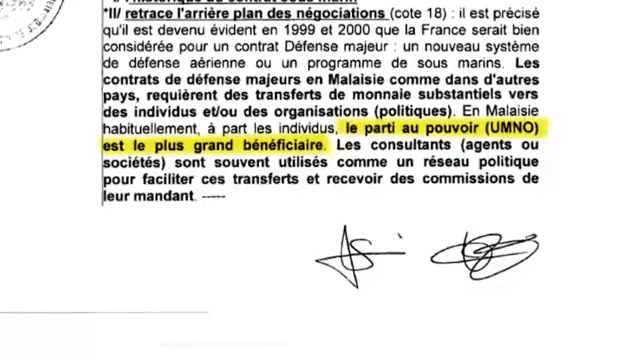 *II/ retrace l'arrière plan des négociations (cote 18) : il est précisé
qu'il est devenu évident en 1999 et 2000 que la France serait bien
considérée pour un contrat Défense majeur : un nouveau système
de défense aérienne ou un programme de sous marins. Les
contrats de défense majeurs en Malaisie comme dans d'autres
pays, requièrent des transferts de monnaie substantiels vers
des individus et/ou des organisations (politiques). En Malaisie
habituellement, à part les individus, le parti au pouvoir (UMNO)
est le plus grand bénéficiaire. Les consultants (agents ou
sociétés) sont souvent utilisés comme un réseau politique
pour faciliter ces transferts et recevoir des commissions de
leur mandant. ----